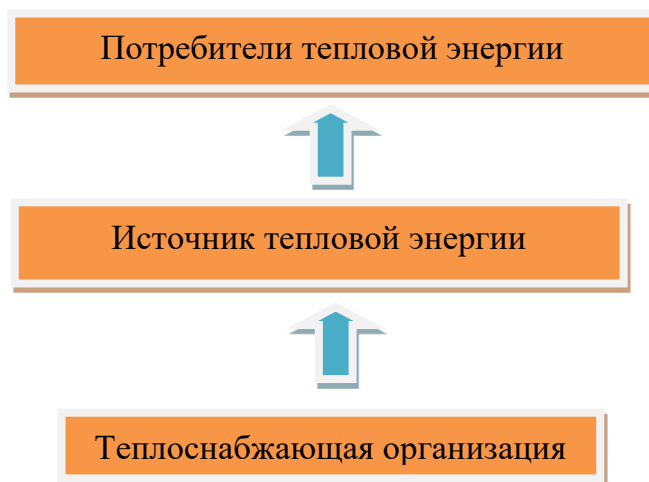 Потребители тепловой энергии
Источник тепловой энергии
Теплоснабжающая организация